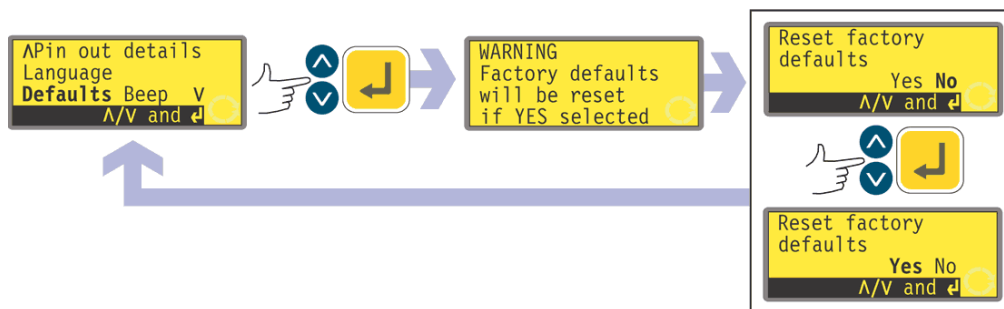 ΛPin out details
Language
Defaults Beep V
Λ/V and ↲
WARNING
Factory defaults
will be reset
if YES selected
Reset factory
defaults
Yes No
Λ/V and ↲
Reset factory
defaults
Yes No
Λ/V and ↲